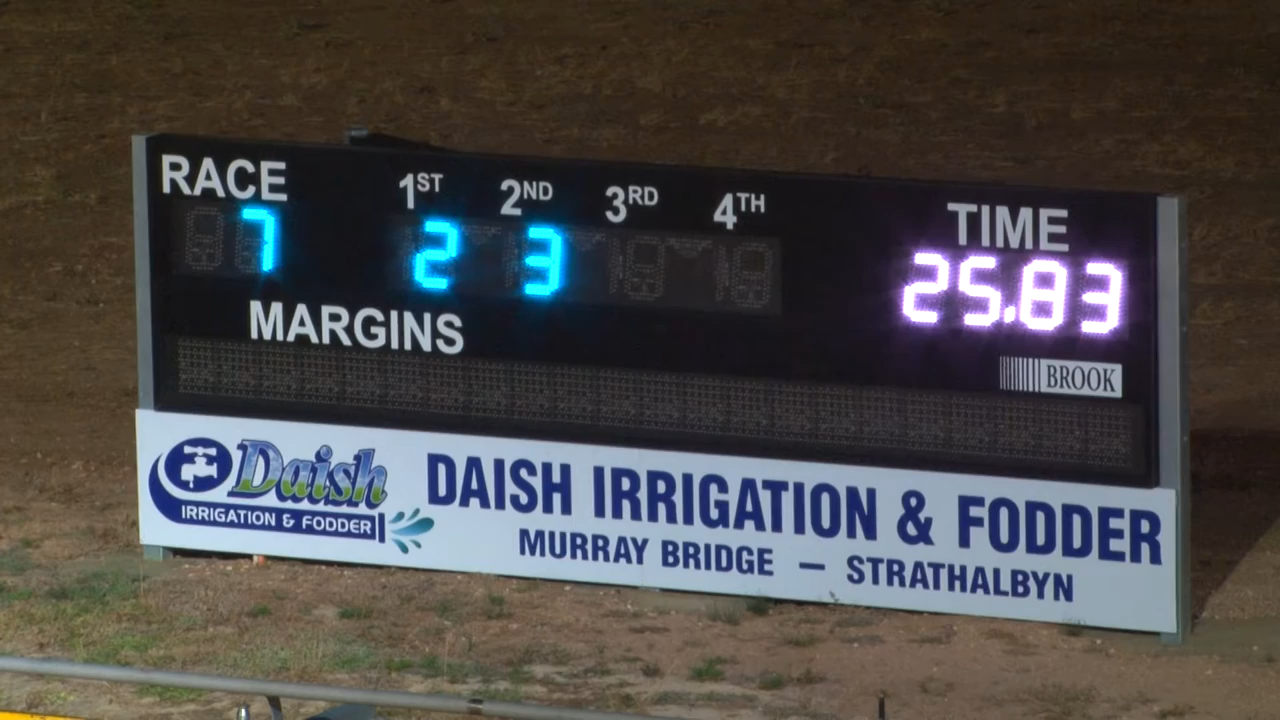 RACE 1ST 2ND 3RD 4TH TIME
7 2 3 25.83
MARGINS
BROOK
Daish
IRRIGATION & FODDER
DAISH IRRIGATION & FODDER
MURRAY BRIDGE — STRATHALBYN